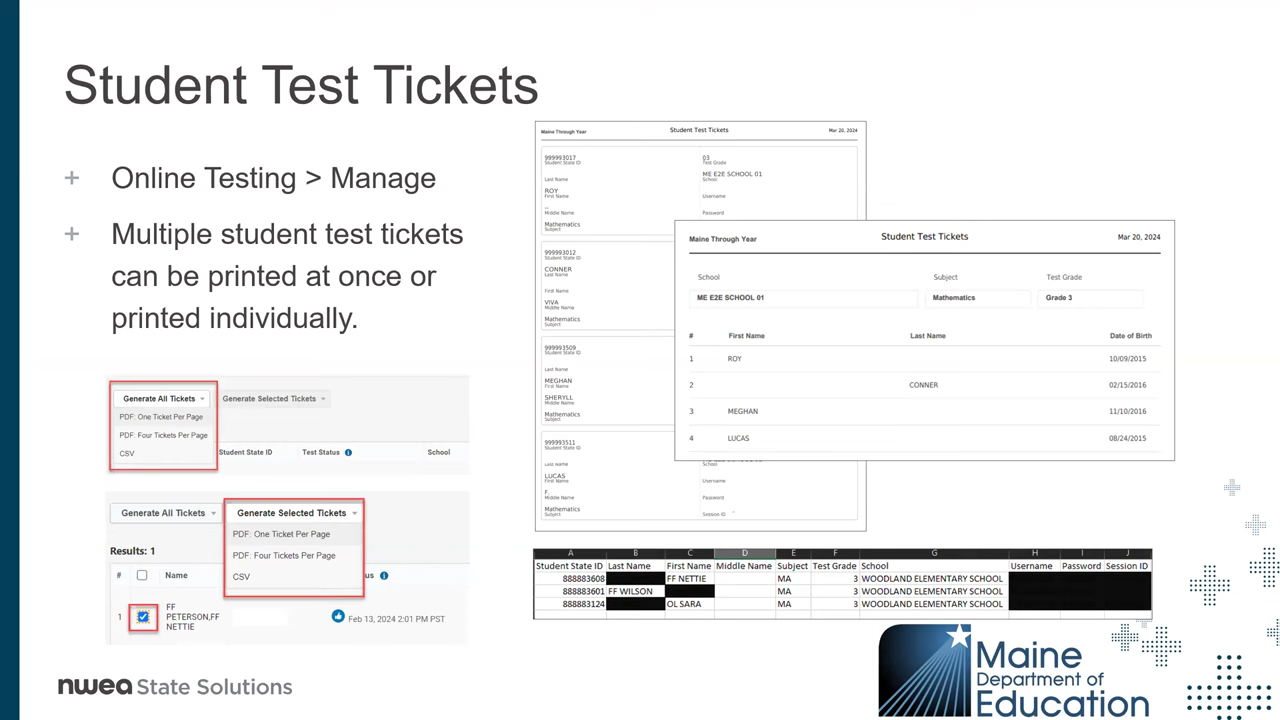 Student Test Tickets
+ Online Testing > Manage
+ Multiple student test tickets
can be printed at once or
printed individually.
Generate All Tickets
Generate Selected Tickets
PDF: One Ticket Per Page
PDF: Four Tickets Per Page
CSV
Student State ID
Test Status
School
Generate All Tickets
Generate Selected Tickets
PDF: One Ticket Per Page
PDF: Four Tickets Per Page
CSV
Results: 1
# Name
us
1
FF
PETERSON,FF
NETTIE
Feb 13, 2024 2:01 PM PST
Maine Through Year Student Test Tickets Mar 20, 2024
999993017
Student State ID
Last Name
ROY
First Name
Middle Name
Mathematics
Subject
03
Test Grade
ME E2E SCHOOL 01
School
Username
Password
999993012
Student State ID
CONNER
Last Name
First Name
VIVA
Middle Name
Mathematics
Subject
999993509
Student State ID
Last Name
MEGHAN
First Name
SHERYLL
Middle Name
Mathematics
Subject
999993511
Student State ID
Last Name
LUCAS
First Name
F.
Middle Name
Mathematics
Subject
School
Username
Password
Session ID
Maine Through Year Student Test Tickets Mar 20, 2024
School Subject Test Grade
ME E2E SCHOOL 01 Mathematics Grade 3
# First Name Last Name Date of Birth
1 ROY 10/09/2015
2 CONNER 02/15/2016
3 MEGHAN 11/10/2016
4 LUCAS 08/24/2015
A B C D E F G H I J
Student State ID Last Name First Name Middle Name Subject Test Grade School Username Password Session ID
888883608 FF NETTIE MA 3 WOODLAND ELEMENTARY SCHOOL
888883601 FF WILSON MA 3 WOODLAND ELEMENTARY SCHOOL
888883124 OL SARA MA 3 WOODLAND ELEMENTARY SCHOOL
nwea State Solutions
Maine
Department of
Education